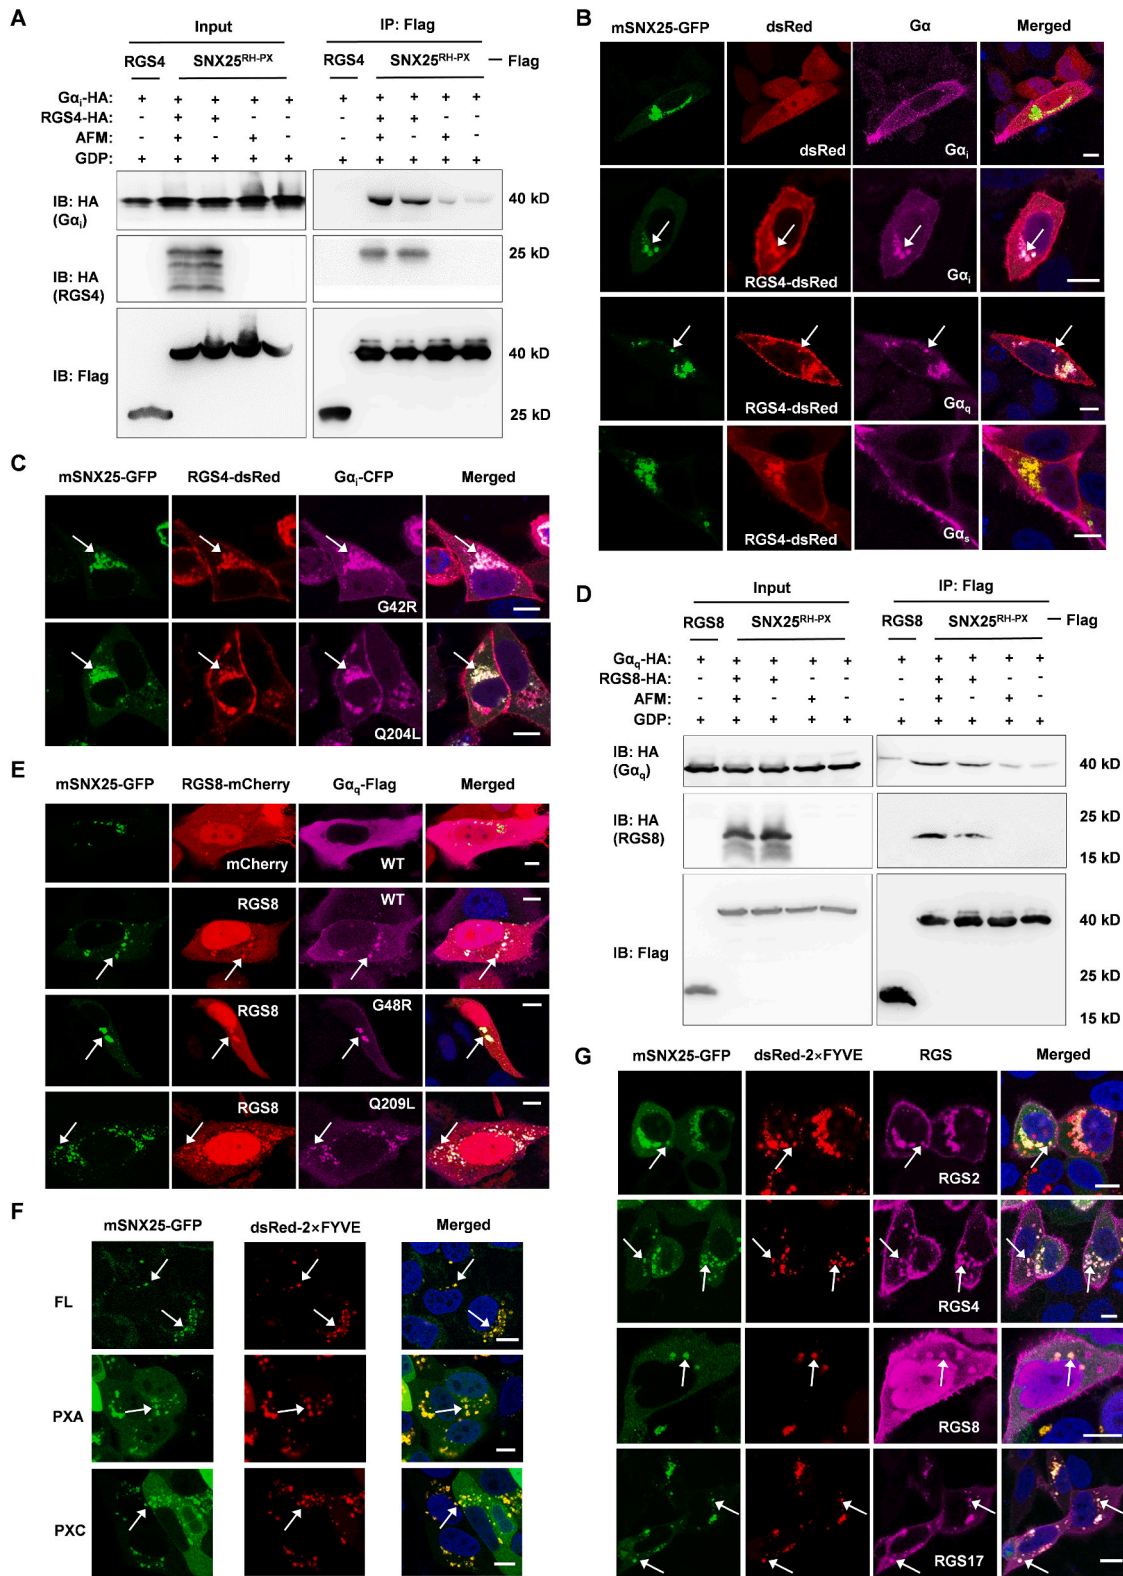 A
Input
IP: Flag
RGS4
SNX25RH-PX
RGS4
SNX25RH-PX
— Flag
Gαi-HA: + + + + + + + + + +
RGS4-HA: - + + - - - + + - -
AFM: - + - + - - + - + -
GDP: + + + + + + + + + +
IB: HA
(Gαi)
40 kD
IB: HA
(RGS4)
25 kD
IB: Flag
40 kD
25 kD
B
mSNX25-GFP
dsRed
Gα
Merged
dsRed
Gαi
RGS4-dsRed
Gαi
RGS4-dsRed
Gαq
RGS4-dsRed
Gαs
C
mSNX25-GFP
RGS4-dsRed
Gαi-CFP
Merged
G42R
Q204L
D
Input
IP: Flag
RGS8
SNX25RH-PX
RGS8
SNX25RH-PX
— Flag
Gαq-HA: + + + + + + + + + +
RGS8-HA: - + + - - - + + - -
AFM: - + - + - - + - + -
GDP: + + + + + + + + + +
IB: HA
(Gαq)
40 kD
IB: HA
(RGS8)
25 kD
15 kD
IB: Flag
40 kD
25 kD
15 kD
E
mSNX25-GFP
RGS8-mCherry
Gαq-Flag
Merged
mCherry
WT
RGS8
WT
RGS8
G48R
RGS8
Q209L
F
mSNX25-GFP
dsRed-2×FYVE
Merged
FL
PXA
PXC
G
mSNX25-GFP
dsRed-2×FYVE
RGS
Merged
RGS2
RGS4
RGS8
RGS17